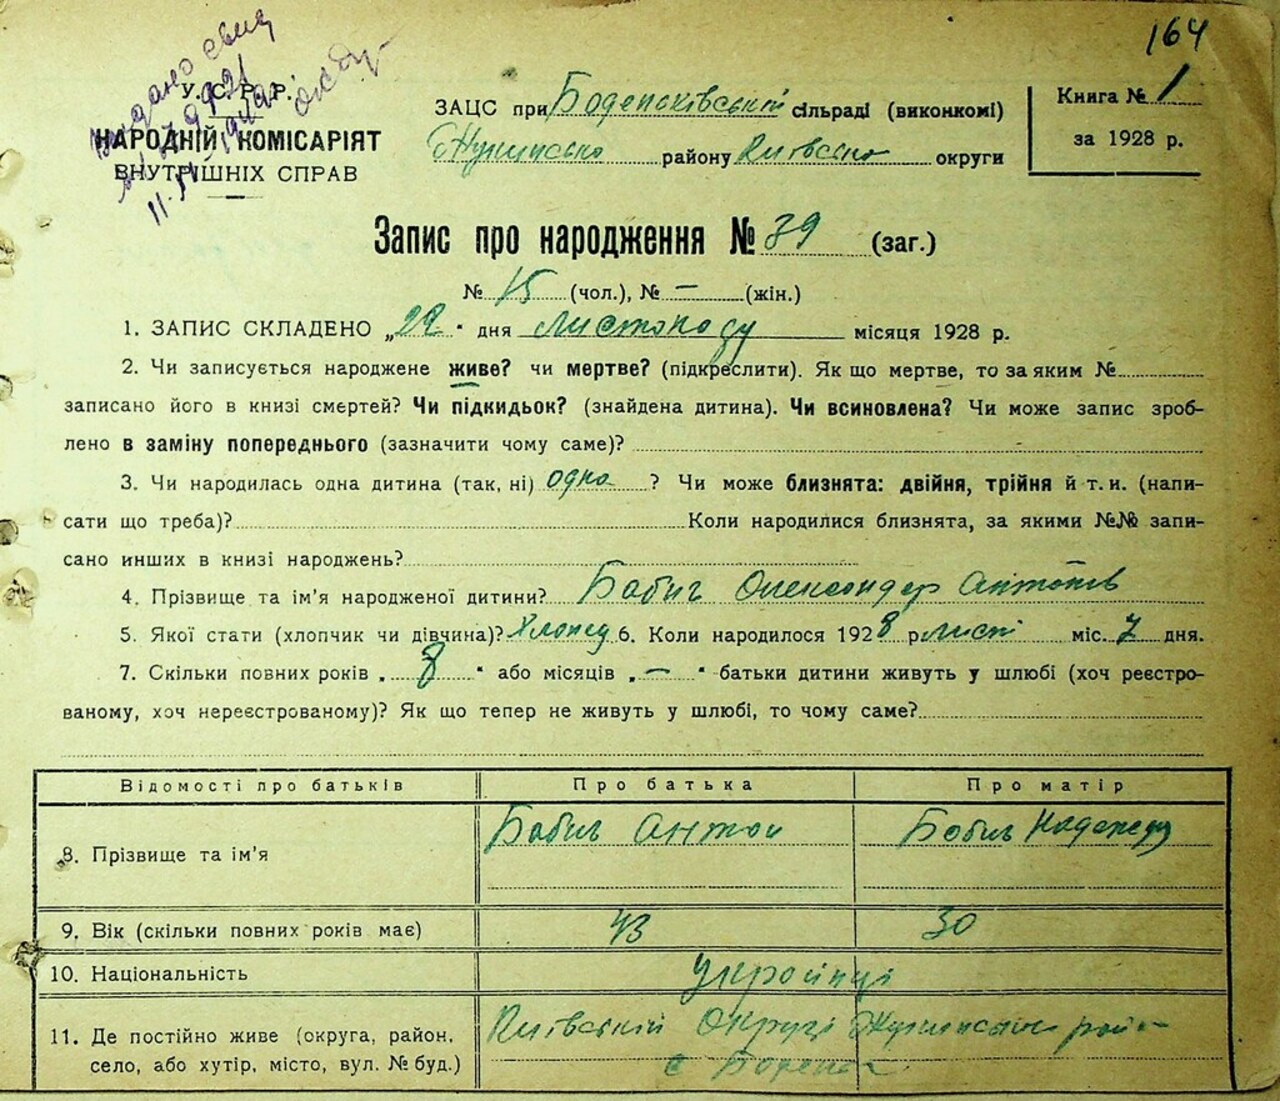 164
У. С. Р. Р.
НАРОДНІЙ КОМІСАРІЯТ
ВНУТРІШНІХ СПРАВ
ЗАЦС при сільраді (виконкомі)
району Київсько округи
Книга № 1
за 1928 р.
Запис про народження № 39 (заг.)
№ 15 (чол.), № — (жін.)
1. ЗАПИС СКЛАДЕНО „22“ дня листопаду місяця 1928 р.
2. Чи записується народжене живе? чи мертве? (підкреслити). Як що мертве, то за яким №
записано його в книзі смертей? Чи підкидьок? (знайдена дитина). Чи всиновлена? Чи може запис зроб-
лено в заміну попереднього (зазначити чому саме)?
3. Чи народилась одна дитина (так, ні) одна ? Чи може близнята: двійня, трійня й т. и. (напи-
сати що треба)? Коли народилися близнята, за якими №№ запи-
сано инших в книзі народжень?
4. Прізвище та ім'я народженої дитини? Бабич Олександер Антонів
5. Якої стати (хлопчик чи дівчина)? Хлопец 6. Коли народилося 1928 р. лист міс. 7 дня.
7. Скільки повних років „ 8 “ або місяців „ — “ батьки дитини живуть у шлюбі (хоч реєстро-
ваному, хоч нереєстрованому)? Як що тепер не живуть у шлюбі, то чому саме?
Відомості про батьків Про батька Про матір
8. Прізвище та ім'я Бабич Антон Бабич Надежда
9. Вік (скільки повних років має) 43 30
10. Національність Українці
11. Де постійно живе (округа, район, Київській Округі рай-
село, або хутір, місто, вул. № буд.) с